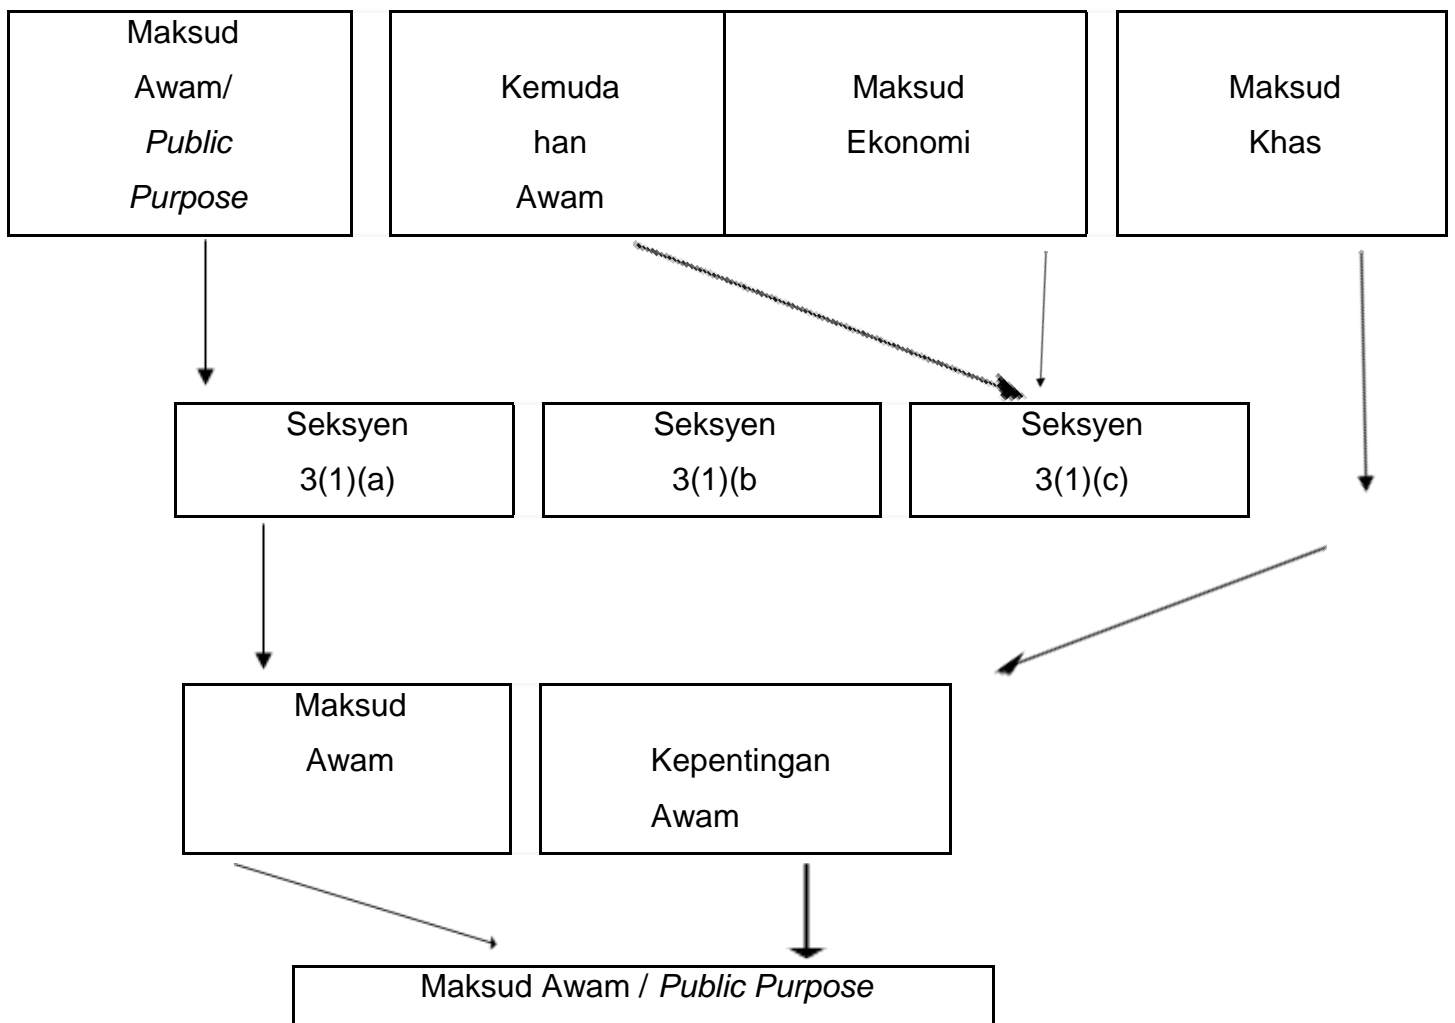 Maksud
Awam/
Public
Purpose
Kemuda
han
Awam
Maksud
Ekonomi
Maksud
Khas
Seksyen
3(1)(a)
Seksyen
3(1)(b
Seksyen
3(1)(c)
Maksud
Awam
Kepentingan
Awam
Maksud Awam / Public Purpose